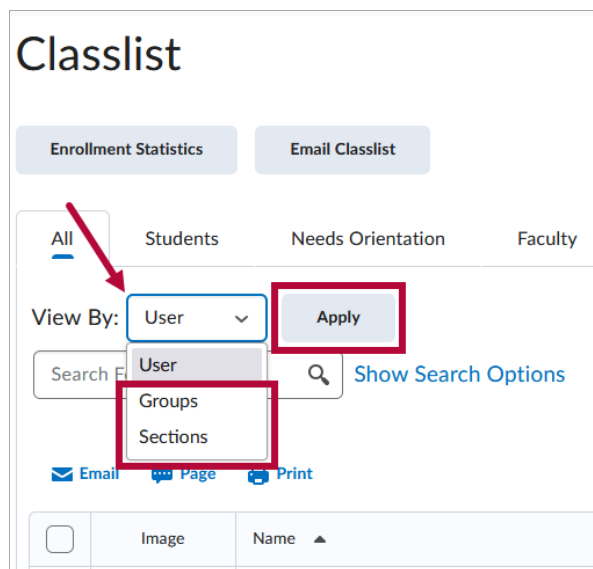 Classlist
Enrollment Statistics Email Classlist
All Students Needs Orientation Faculty
View By: User Apply
Search F Show Search Options
User
Groups
Sections
Email Page Print
Image Name